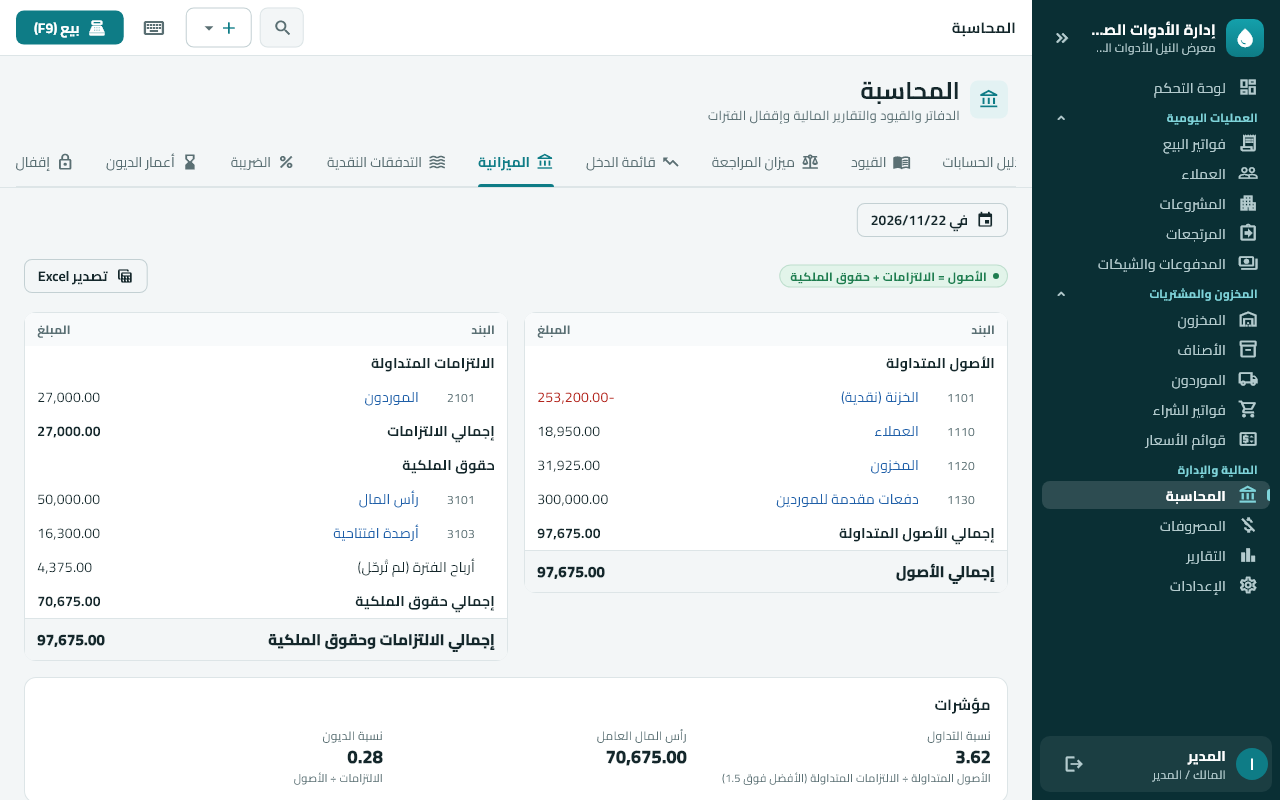 إدارة الأدوات الصـ...
معرض النيل للأدوات الـ...
لوحة التحكم
العمليات اليومية
فواتير البيع
العملاء
المشروعات
المرتجعات
المدفوعات والشيكات
المخزون والمشتريات
المخزون
الأصناف
الموردون
فواتير الشراء
قوائم الأسعار
المالية والإدارة
المحاسبة
المصروفات
التقارير
الإعدادات
المدير
المالك / المدير
المحاسبة
بيع (F9)
المحاسبة
الدفاتر والقيود والتقارير المالية وإقفال الفترات
دليل الحسابات
القيود
ميزان المراجعة
قائمة الدخل
الميزانية
التدفقات النقدية
الضريبة
أعمار الديون
إقفال
في 2026/11/22
الأصول = الالتزامات + حقوق الملكية
تصدير Excel
البند المبلغ
الأصول المتداولة
1101 الخزنة (نقدية) -253,200.00
1110 العملاء 18,950.00
1120 المخزون 31,925.00
1130 دفعات مقدمة للموردين 300,000.00
إجمالي الأصول المتداولة 97,675.00
إجمالي الأصول 97,675.00
البند المبلغ
الالتزامات المتداولة
2101 الموردون 27,000.00
إجمالي الالتزامات 27,000.00
حقوق الملكية
3101 رأس المال 50,000.00
3103 أرصدة افتتاحية 16,300.00
أرباح الفترة (لم تُرحّل) 4,375.00
إجمالي حقوق الملكية 70,675.00
إجمالي الالتزامات وحقوق الملكية 97,675.00
مؤشرات
نسبة التداول
3.62
الأصول المتداولة ÷ الالتزامات المتداولة (الأفضل فوق 1.5)
رأس المال العامل
70,675.00
نسبة الديون
0.28
الالتزامات ÷ الأصول